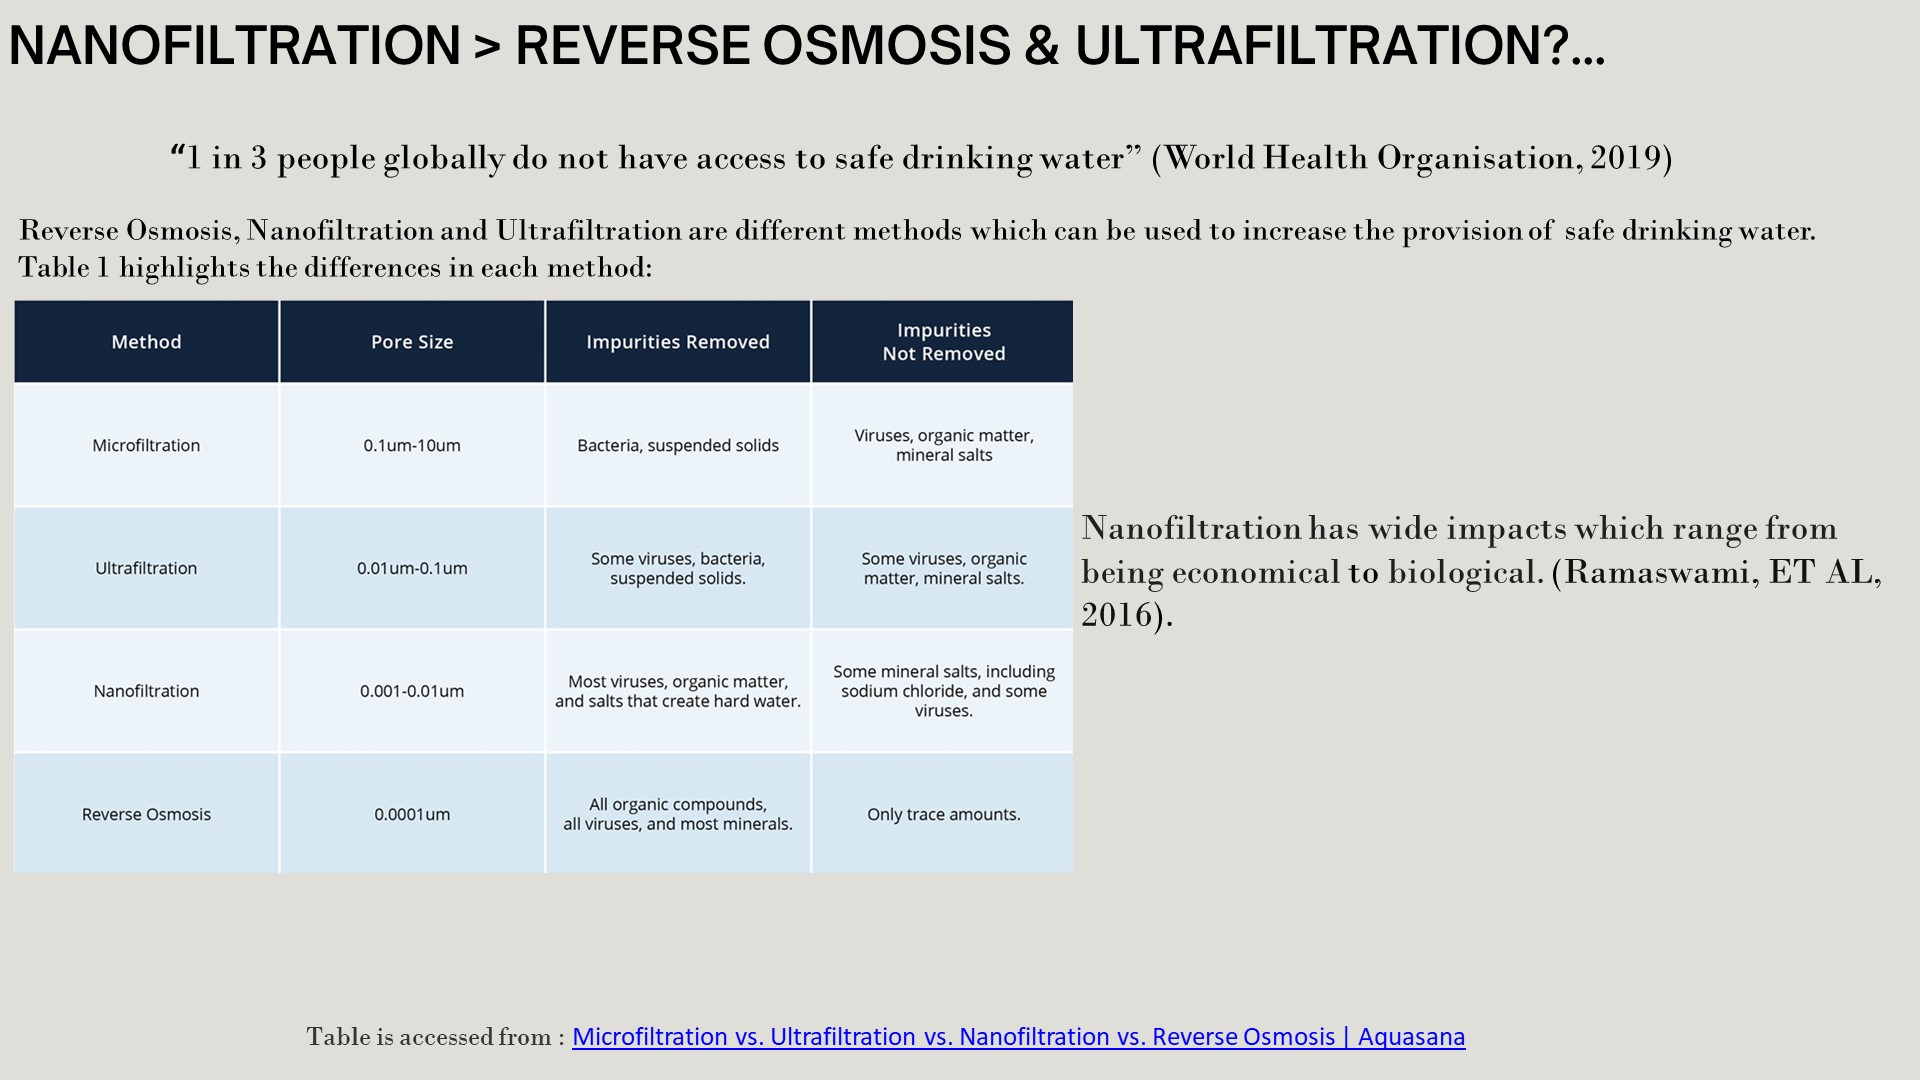 NANOFILTRATION > REVERSE OSMOSIS & ULTRAFILTRATION?...
“1 in 3 people globally do not have access to safe drinking water” (World Health Organisation, 2019)
Reverse Osmosis, Nanofiltration and Ultrafiltration are different methods which can be used to increase the provision of safe drinking water.
Table 1 highlights the differences in each method:
Method
Pore Size
Impurities Removed
Impurities
Not Removed
Microfiltration
0.1um-10um
Bacteria, suspended solids
Viruses, organic matter,
mineral salts
Ultrafiltration
0.01um-0.1um
Some viruses, bacteria,
suspended solids.
Some viruses, organic
matter, mineral salts.
Nanofiltration
0.001-0.01um
Most viruses, organic matter,
and salts that create hard water.
Some mineral salts, including
sodium chloride, and some
viruses.
Reverse Osmosis
0.0001um
All organic compounds,
all viruses, and most minerals.
Only trace amounts.
Nanofiltration has wide impacts which range from
being economical to biological. (Ramaswami, ET AL,
2016).
Table is accessed from : Microfiltration vs. Ultrafiltration vs. Nanofiltration vs. Reverse Osmosis | Aquasana